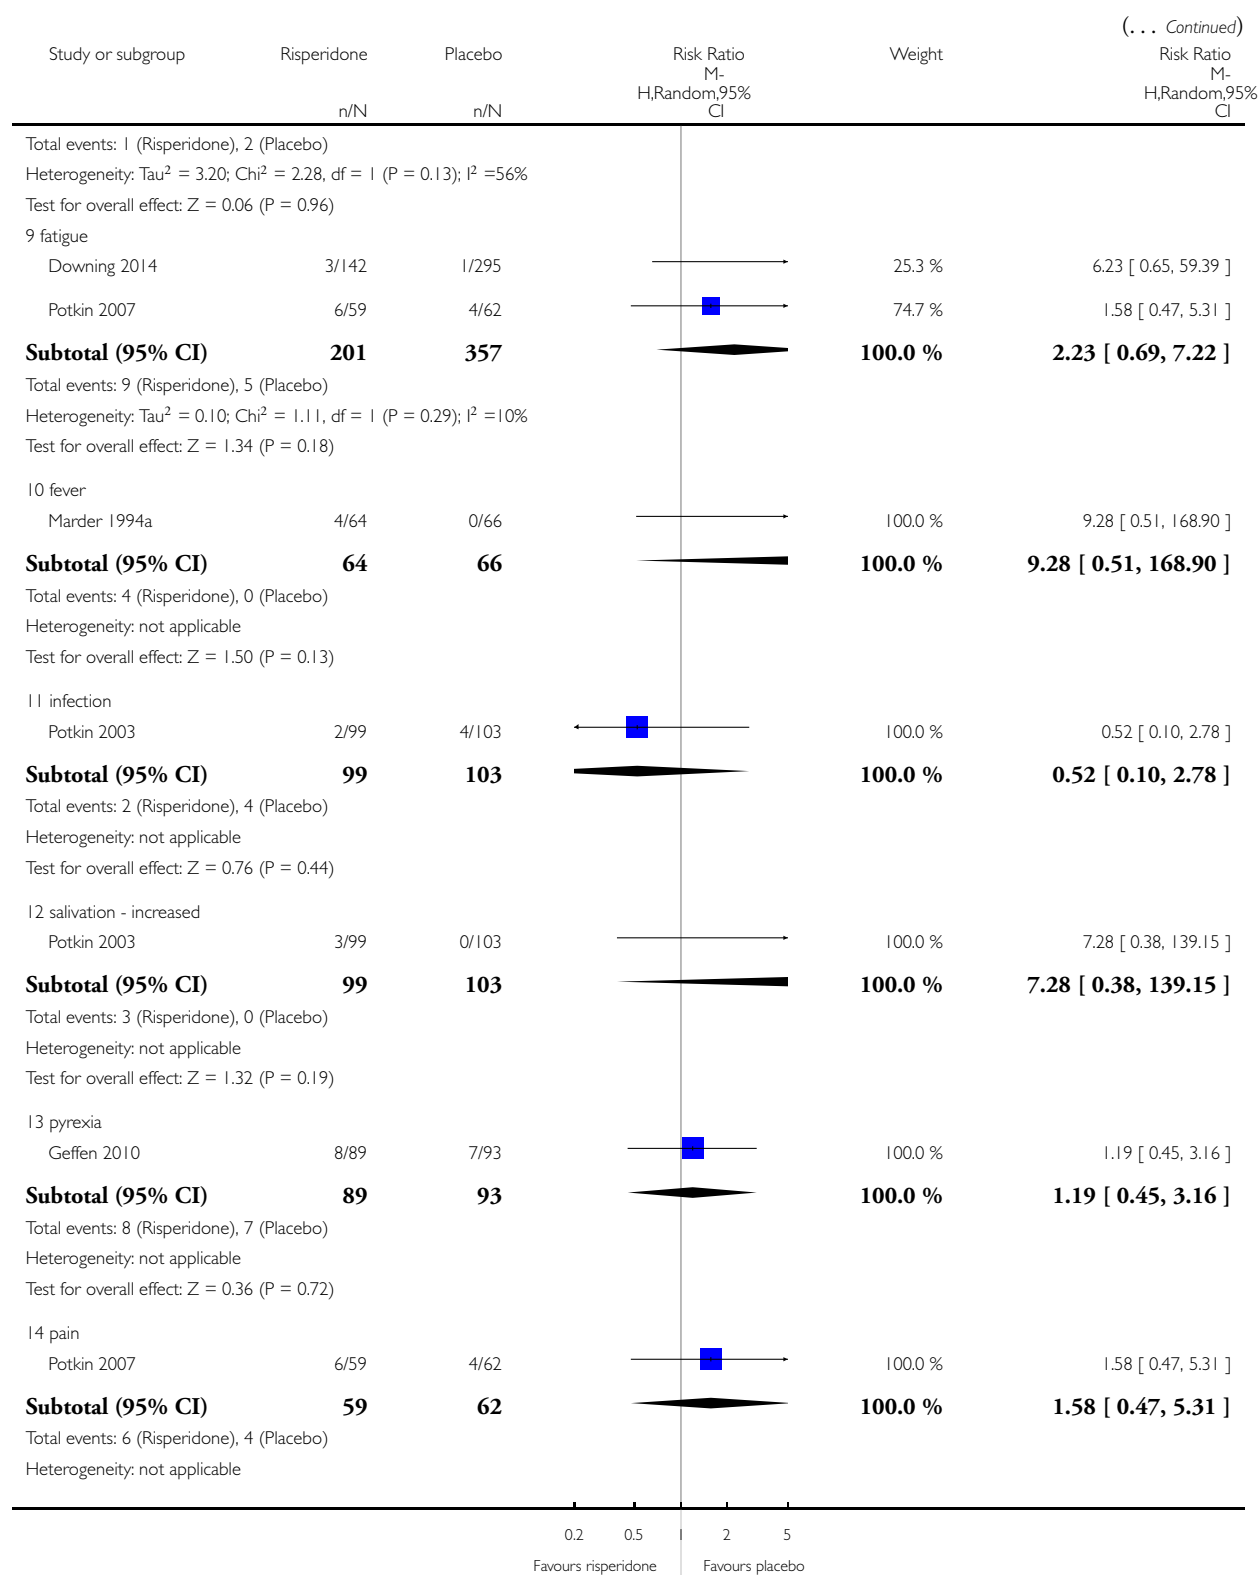 (... Continued)
Study or subgroup Risperidone Placebo Risk Ratio Weight Risk Ratio
M-
H,Random,95%
CI
M-
H,Random,95%
CI
n/N n/N
Total events: 1 (Risperidone), 2 (Placebo)
Heterogeneity: Tau² = 3.20; Chi² = 2.28, df = 1 (P = 0.13); I² =56%
Test for overall effect: Z = 0.06 (P = 0.96)
9 fatigue
Downing 2014 3/142 1/295 25.3 % 6.23 [ 0.65, 59.39 ]
Potkin 2007 6/59 4/62 74.7 % 1.58 [ 0.47, 5.31 ]
Subtotal (95% CI) 201 357 100.0 % 2.23 [ 0.69, 7.22 ]
Total events: 9 (Risperidone), 5 (Placebo)
Heterogeneity: Tau² = 0.10; Chi² = 1.11, df = 1 (P = 0.29); I² =10%
Test for overall effect: Z = 1.34 (P = 0.18)
10 fever
Marder 1994a 4/64 0/66 100.0 % 9.28 [ 0.51, 168.90 ]
Subtotal (95% CI) 64 66 100.0 % 9.28 [ 0.51, 168.90 ]
Total events: 4 (Risperidone), 0 (Placebo)
Heterogeneity: not applicable
Test for overall effect: Z = 1.50 (P = 0.13)
11 infection
Potkin 2003 2/99 4/103 100.0 % 0.52 [ 0.10, 2.78 ]
Subtotal (95% CI) 99 103 100.0 % 0.52 [ 0.10, 2.78 ]
Total events: 2 (Risperidone), 4 (Placebo)
Heterogeneity: not applicable
Test for overall effect: Z = 0.76 (P = 0.44)
12 salivation - increased
Potkin 2003 3/99 0/103 100.0 % 7.28 [ 0.38, 139.15 ]
Subtotal (95% CI) 99 103 100.0 % 7.28 [ 0.38, 139.15 ]
Total events: 3 (Risperidone), 0 (Placebo)
Heterogeneity: not applicable
Test for overall effect: Z = 1.32 (P = 0.19)
13 pyrexia
Geffen 2010 8/89 7/93 100.0 % 1.19 [ 0.45, 3.16 ]
Subtotal (95% CI) 89 93 100.0 % 1.19 [ 0.45, 3.16 ]
Total events: 8 (Risperidone), 7 (Placebo)
Heterogeneity: not applicable
Test for overall effect: Z = 0.36 (P = 0.72)
14 pain
Potkin 2007 6/59 4/62 100.0 % 1.58 [ 0.47, 5.31 ]
Subtotal (95% CI) 59 62 100.0 % 1.58 [ 0.47, 5.31 ]
Total events: 6 (Risperidone), 4 (Placebo)
Heterogeneity: not applicable
0.2 0.5 1 2 5
Favours risperidone Favours placebo